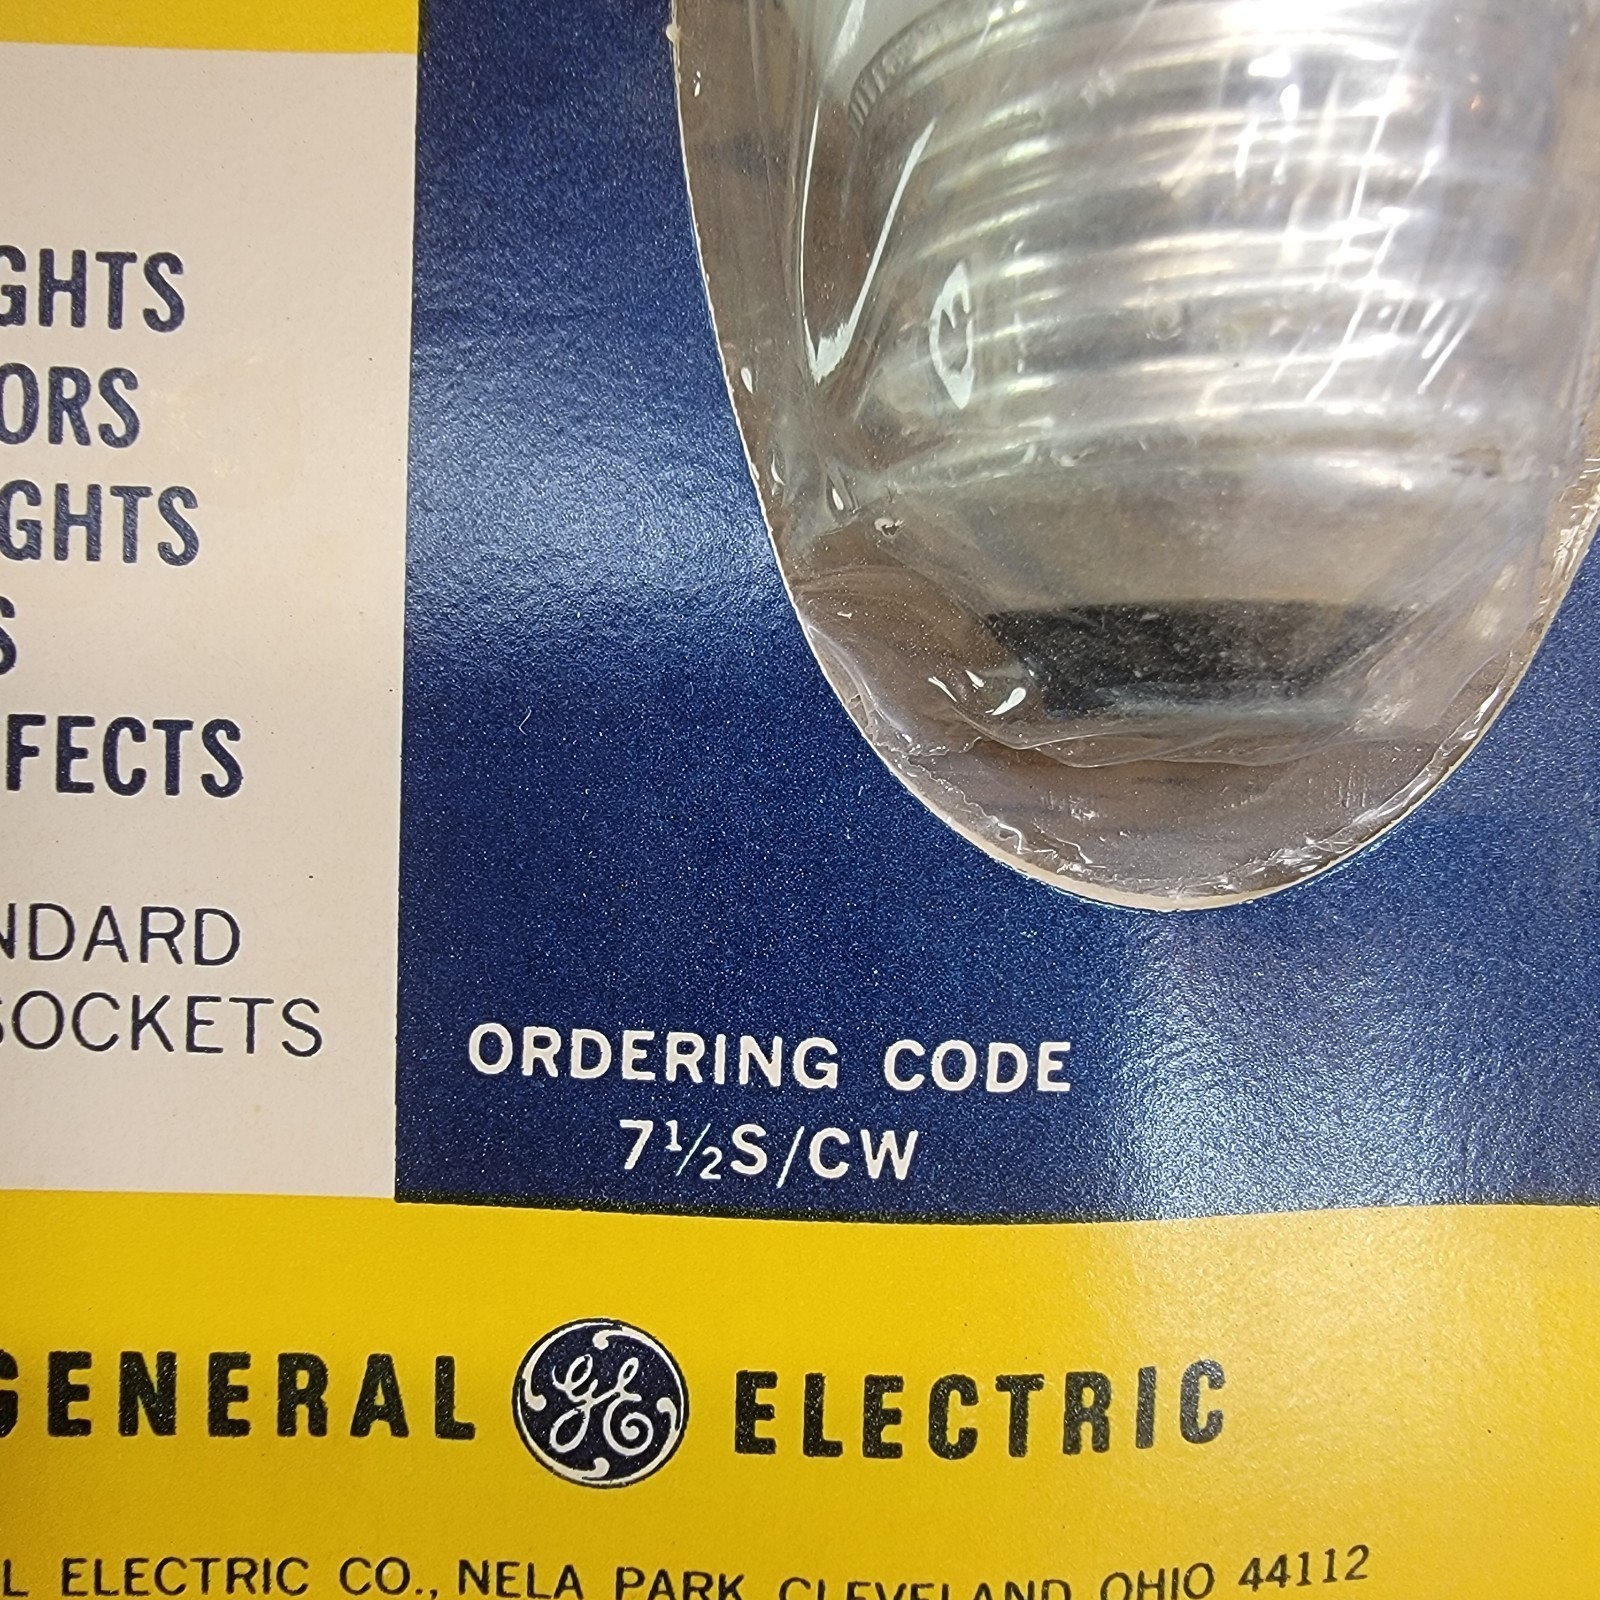 GHTS
ORS
GHTS
S
FECTS
NDARD
SOCKETS
ORDERING CODE
7½S/CW
GENERAL GE ELECTRIC
L ELECTRIC CO., NELA PARK, CLEVELAND, OHIO 44112